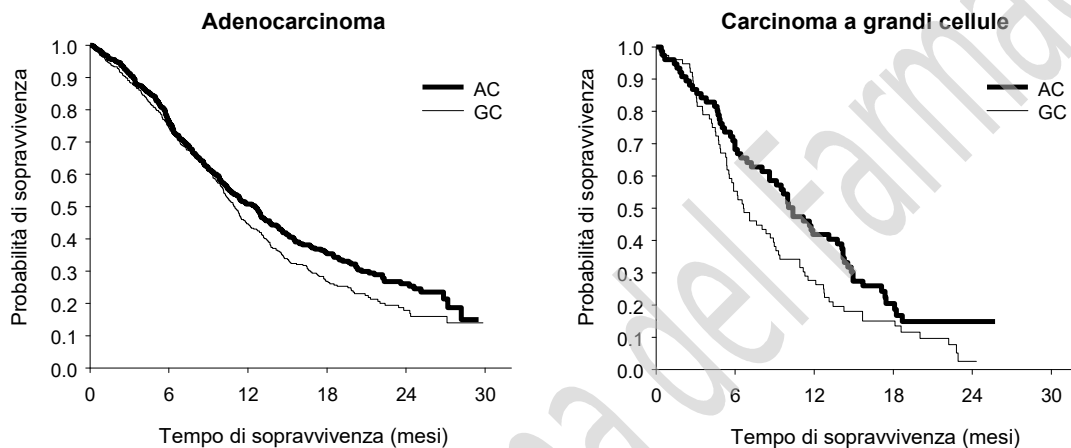 Adenocarcinoma
1.0
0.9
0.8
0.7
0.6
0.5
0.4
0.3
0.2
0.1
0.0
Probabilità di sopravvivenza
AC
GC
0 6 12 18 24 30
Tempo di sopravvivenza (mesi)
Carcinoma a grandi cellule
1.0
0.9
0.8
0.7
0.6
0.5
0.4
0.3
0.2
0.1
0.0
Probabilità di sopravvivenza
AC
GC
0 6 12 18 24 30
Tempo di sopravvivenza (mesi)
del